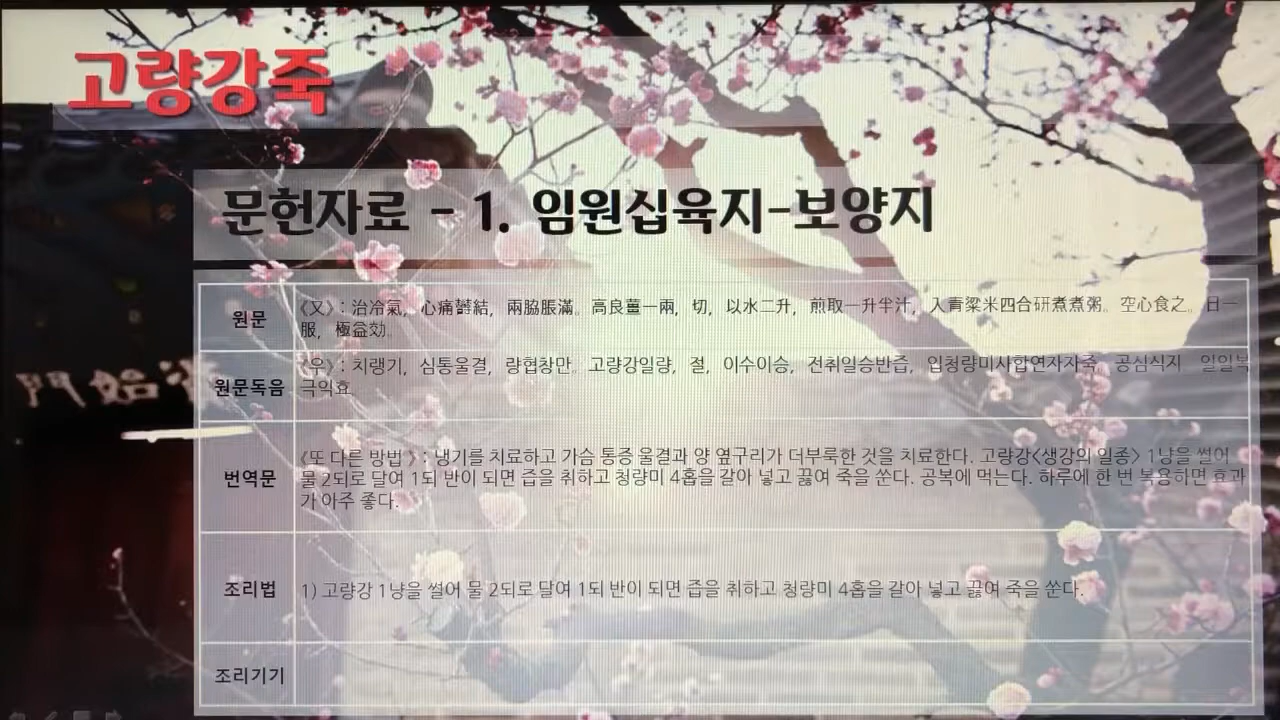 고량강죽
문헌자료 - 1. 임원십육지-보양지
원문
《又》: 治冷氣, 心痛鬱結, 兩脇脹滿。高良薑一兩, 切, 以水二升, 煎取一升半汁, 入青粱米四合研煮煮粥。空心食之。日一
服, 極益効。
원문독음
《우》: 치랭기, 심통울결, 량협창만。고량강일량, 절, 이수이승, 전취일승반즙, 입청량미사합연자자죽。공심식지。일일복
극익효
번역문
《또 다른 방법 》: 냉기를 치료하고 가슴 통증 울결과 양 옆구리가 더부룩한 것을 치료한다. 고량강<생강의 일종> 1냥을 썰어
물 2되로 달여 1되 반이 되면 즙을 취하고 청량미 4홉을 갈아 넣고 끓여 죽을 쑨다. 공복에 먹는다. 하루에 한 번 복용하면 효과
가 아주 좋다.
조리법
1) 고량강 1냥을 썰어 물 2되로 달여 1되 반이 되면 즙을 취하고 청량미 4홉을 갈아 넣고 끓여 죽을 쑨다.
조리기기
門始